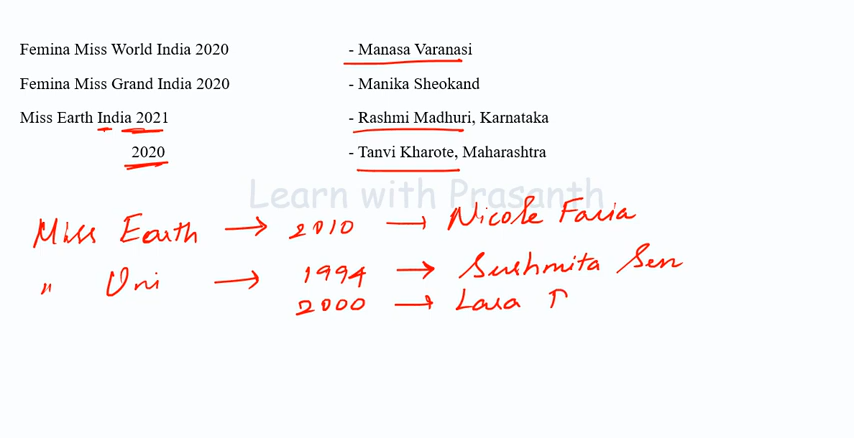 Femina Miss World India 2020 - Manasa Varanasi
Femina Miss Grand India 2020 - Manika Sheokand
Miss Earth India 2021 - Rashmi Madhuri, Karnataka
2020 - Tanvi Kharote, Maharashtra
Learn with Prasanth
Miss Earth → 2010 → Nicole Faria
" Uni → 1994 → Sushmita Sen
2000 → Lara